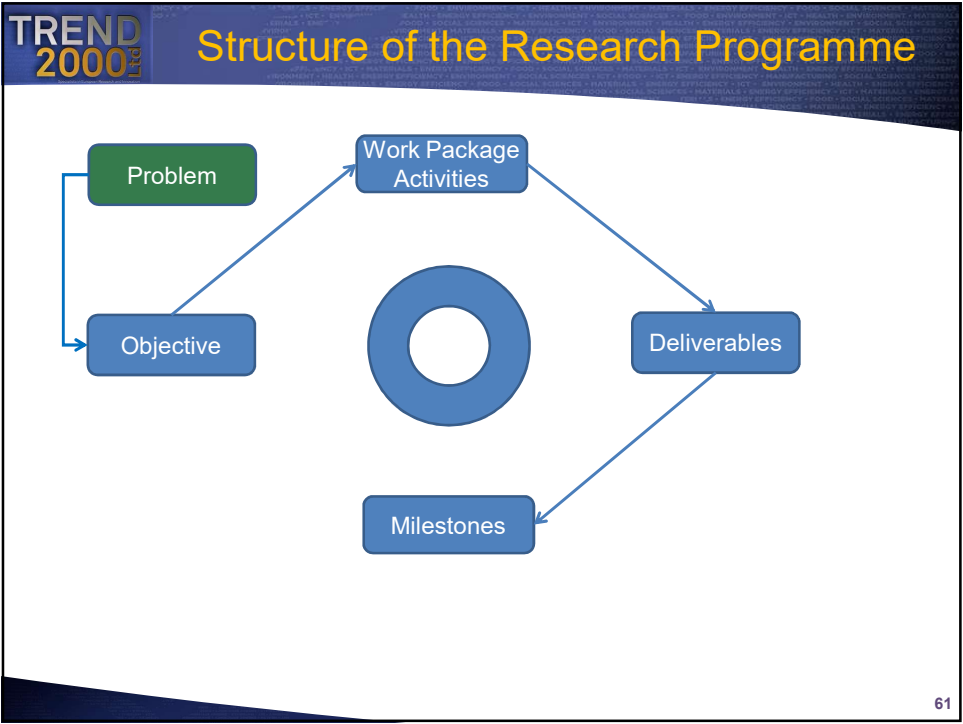 TREND
2000 Ltd
Structure of the Research Programme
Problem
Work Package
Activities
Objective
Deliverables
Milestones
61